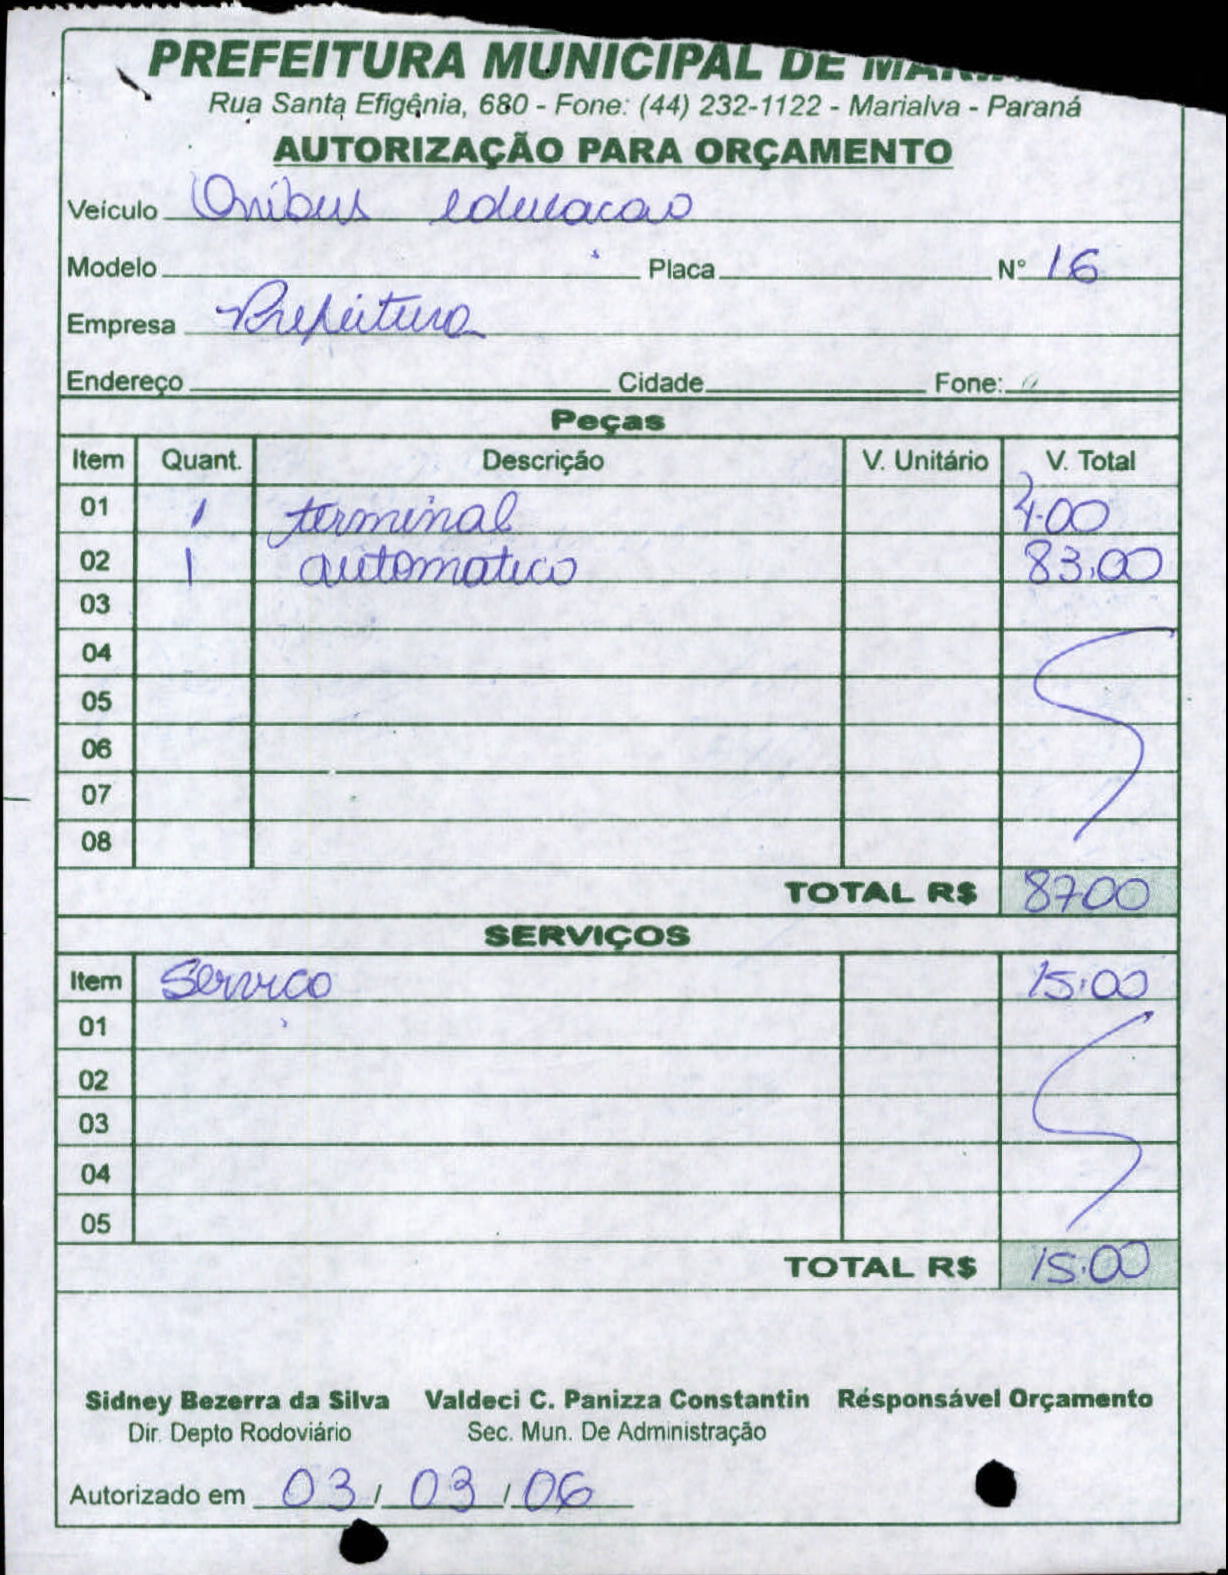 PREFEITURA MUNICIPAL DE
Rua Santa Efigênia, 680 - Fone: (44) 232-1122 - Marialva - Paraná
AUTORIZAÇÃO PARA ORÇAMENTO
Veículo Onibus educacao
Modelo Placa N° 16
Empresa Prefeitura
Endereço Cidade Fone:
Peças
Item Quant. Descrição V. Unitário V. Total
01 1 terminal 4.00
02 1 automatico 83.00
03
04
05
06
07
08
TOTAL R$ 8700
SERVIÇOS
Item Servico 15.00
01
02
03
04
05
TOTAL R$ 15.00
Sidney Bezerra da Silva Valdeci C. Panizza Constantin Résponsável Orçamento
Dir. Depto Rodoviário Sec. Mun. De Administração
Autorizado em 03 / 03 / 06